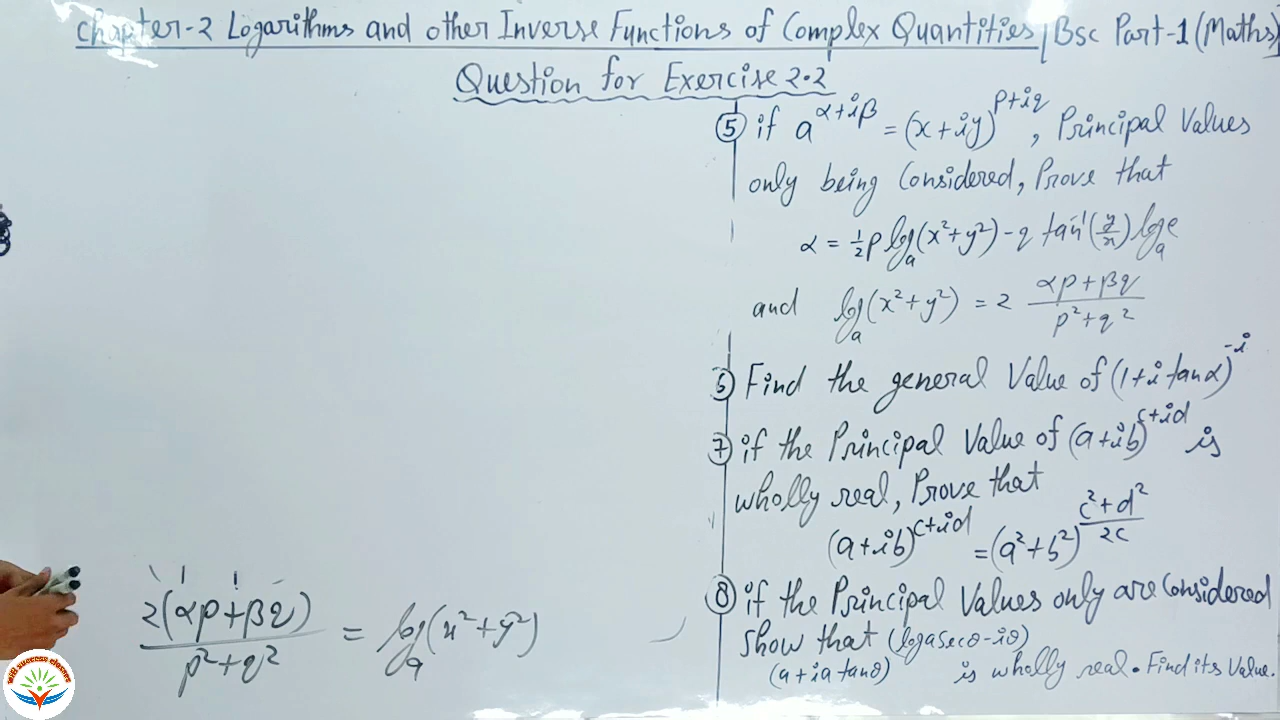 Chapter-2 Logarithms and other Inverse Functions of Complex Quantities | Bsc Part-1 (Maths)
Question for Exercise 2.2
⑤ if a^(α+iβ) = (x+iy)^(p+iq), Principal Values
only being Considered, Prove that
α = 1/2 p log_a(x²+y²) - q tan⁻¹(y/x) log_a e
and log_a(x²+y²) = 2 (αp+βq)/(p²+q²)
⑥ Find the general Value of (1+i tanα)^(-i)
⑦ if the Principal Value of (a+ib)^(c+id) is
wholly real, Prove that
(a+ib)^(c+id) = (a²+b²)^((c²+d²)/2c)
⑧ if the Principal Values only are Considered
Show that (a+ia tanθ)^(log a secθ-iθ) is wholly real. Find its Value.
2(αp+βq)/(p²+q²) = log_a(x²+y²)